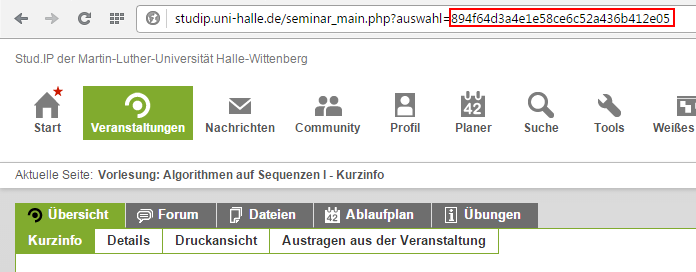 studip.uni-halle.de/seminar_main.php?auswahl=894f64d3a4e1e58ce6c52a436b412e05
Stud.IP der Martin-Luther-Universität Halle-Wittenberg
42
Start Veranstaltungen Nachrichten Community Profil Planer Suche Tools Weißes
Aktuelle Seite: Vorlesung: Algorithmen auf Sequenzen I - Kurzinfo
Übersicht Forum Dateien 42 Ablaufplan Übungen
Kurzinfo Details Druckansicht Austragen aus der Veranstaltung